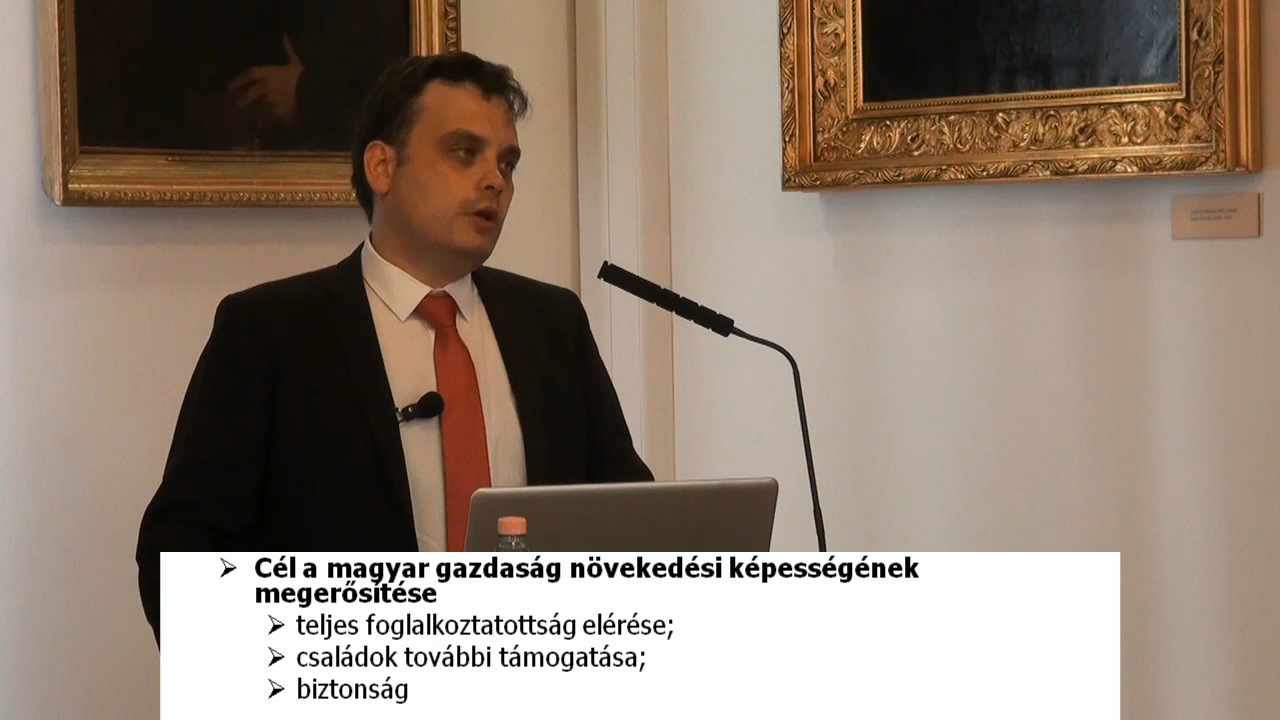 Cél a magyar gazdaság növekedési képességének
megerősítése
teljes foglalkoztatottság elérése;
családok további támogatása;
biztonság